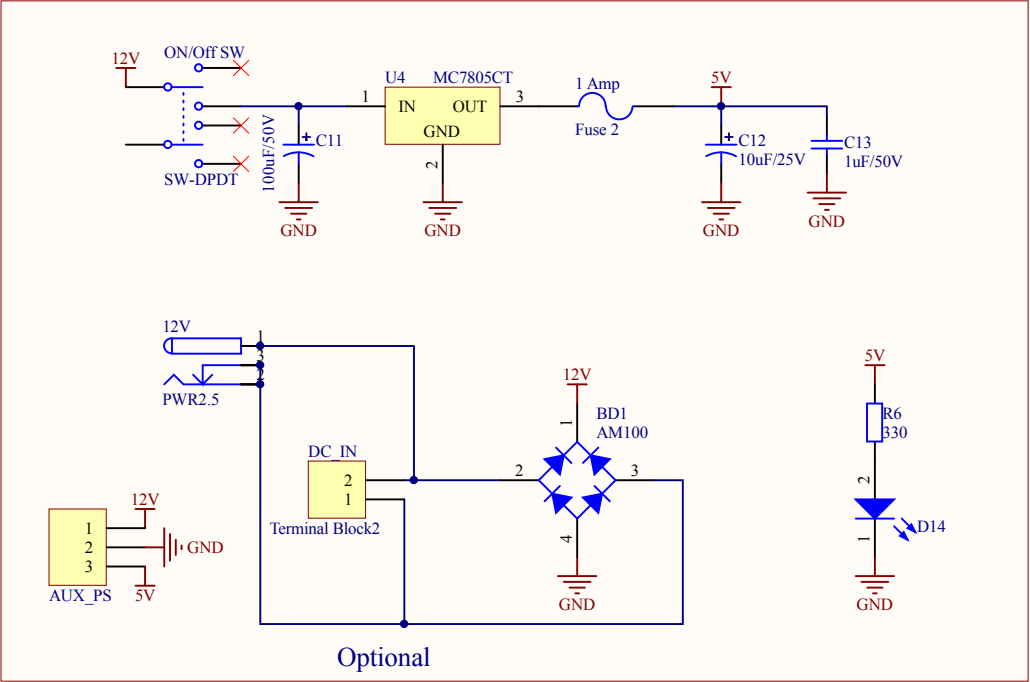 12V
ON/Off SW
SW-DPDT
100uF/50V
C11
U4
MC7805CT
1
IN
OUT
3
GND
2
1 Amp
Fuse 2
5V
C12
10uF/25V
C13
1uF/50V
GND
GND
GND
GND
12V
1
3
2
PWR2.5
DC_IN
2
1
Terminal Block2
12V
1
BD1
AM100
2
3
4
GND
5V
R6
330
2
D14
1
GND
12V
1
2
3
GND
AUX_PS
5V
Optional